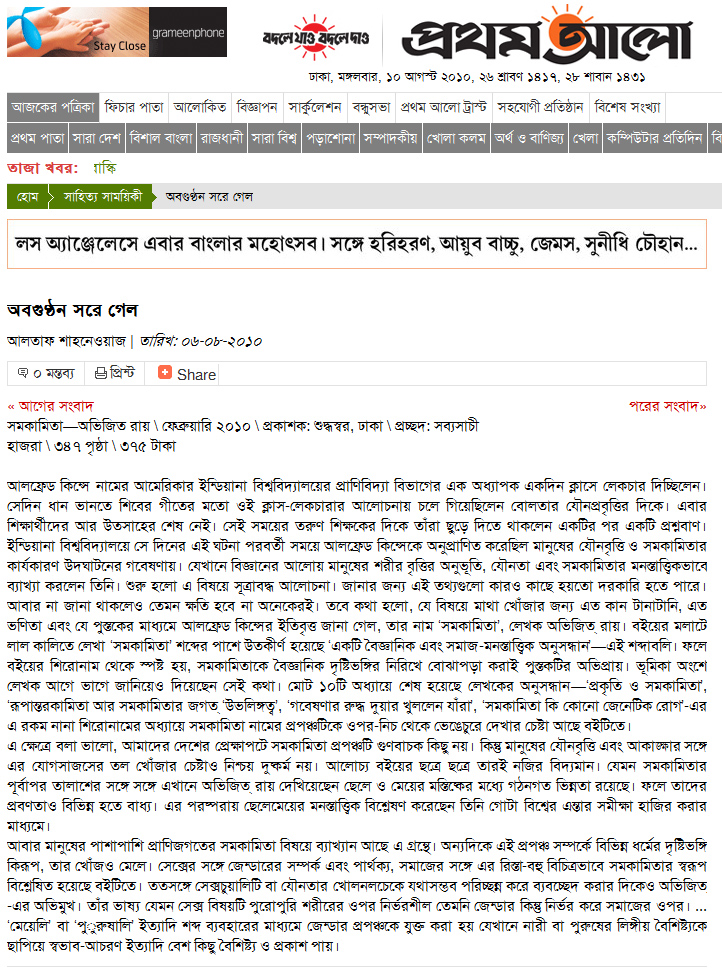 Stay Close
grameenphone
বদলে যাও বদলে দাও
প্রথম আলো
ঢাকা, মঙ্গলবার, ১০ আগস্ট ২০১০, ২৬ শ্রাবণ ১৪১৭, ২৮ শাবান ১৪৩১
আজকের পত্রিকা ফিচার পাতা আলোকিত বিজ্ঞাপন সার্কুলেশন বন্ধুসভা প্রথম আলো ট্রাস্ট সহযোগী প্রতিষ্ঠান বিশেষ সংখ্যা
প্রথম পাতা সারা দেশ বিশাল বাংলা রাজধানী সারা বিশ্ব পড়াশোনা সম্পাদকীয় খোলা কলম অর্থ ও বাণিজ্য খেলা কম্পিউটার প্রতিদিন বি
তাজা খবর: াস্কি
হোম সাহিত্য সাময়িকী অবগুণ্ঠন সরে গেল
লস অ্যাঞ্জেলেসে এবার বাংলার মহোৎসব। সঙ্গে হরিহরণ, আয়ুব বাচ্চু, জেমস, সুনীধি চৌহান...
অবগুণ্ঠন সরে গেল
আলতাফ শাহনেওয়াজ | তারিখ: ০৬-০৮-২০১০
০ মন্তব্য প্রিন্ট Share
« আগের সংবাদ পরের সংবাদ»
সমকামিতা—অভিজিত রায় \ ফেব্রুয়ারি ২০১০ \ প্রকাশক: শুদ্ধস্বর, ঢাকা \ প্রচ্ছদ: সব্যসাচী
হাজরা \ ৩৪৭ পৃষ্ঠা \ ৩৭৫ টাকা
আলফ্রেড কিন্সে নামের আমেরিকার ইন্ডিয়ানা বিশ্ববিদ্যালয়ের প্রাণিবিদ্যা বিভাগের এক অধ্যাপক একদিন ক্লাসে লেকচার দিচ্ছিলেন।
সেদিন ধান ভানতে শিবের গীতের মতো ওই ক্লাস-লেকচারার আলোচনায় চলে গিয়েছিলেন বোলতার যৌনপ্রবৃত্তির দিকে। এবার
শিক্ষার্থীদের আর উতসাহের শেষ নেই। সেই সময়ের তরুণ শিক্ষকের দিকে তাঁরা ছুড়ে দিতে থাকলেন একটির পর একটি প্রশ্নবাণ।
ইন্ডিয়ানা বিশ্ববিদ্যালয়ে সে দিনের এই ঘটনা পরবর্তী সময়ে আলফ্রেড কিন্সেকে অনুপ্রাণিত করেছিল মানুষের যৌনবৃত্তি ও সমকামিতার
কার্যকারণ উদঘাটনের গবেষণায়। যেখানে বিজ্ঞানের আলোয় মানুষের শরীর বৃত্তির অনুভূতি, যৌনতা এবং সমকামিতার মনস্তাত্ত্বিকভাবে
ব্যাখ্যা করলেন তিনি। শুরু হলো এ বিষয়ে সূত্রাবদ্ধ আলোচনা। জানার জন্য এই তথ্যগুলো কারও কাছে হয়তো দরকারি হতে পারে।
আবার না জানা থাকলেও তেমন ক্ষতি হবে না অনেকেরই। তবে কথা হলো, যে বিষয়ে মাথা খোঁজার জন্য এত কান টানাটানি, এত
ভণিতা এবং যে পুস্তকের মাধ্যমে আলফ্রেড কিন্সের ইতিবৃত্ত জানা গেল, তার নাম ‘সমকামিতা’, লেখক অভিজিত্ রায়। বইয়ের মলাটে
লাল কালিতে লেখা ‘সমকামিতা’ শব্দের পাশে উতকীর্ণ হয়েছে ‘একটি বৈজ্ঞানিক এবং সমাজ-মনস্তাত্ত্বিক অনুসন্ধান’—এই শব্দাবলি। ফলে
বইয়ের শিরোনাম থেকে স্পষ্ট হয়, সমকামিতাকে বৈজ্ঞানিক দৃষ্টিভঙ্গির নিরিখে বোঝাপড়া করাই পুস্তকটির অভিপ্রায়। ভূমিকা অংশে
লেখক আগে ভাগে জানিয়েও দিয়েছেন সেই কথা। মোট ১০টি অধ্যায়ে শেষ হয়েছে লেখকের অনুসন্ধান—‘প্রকৃতি ও সমকামিতা’,
‘রূপান্তরকামিতা আর সমকামিতার জগত্ ‘উভলিঙ্গত্ব’, ‘গবেষণার রুদ্ধ দুয়ার খুললেন যাঁরা’, ‘সমকামিতা কি কোনো জেনেটিক রোগ’-এর
এ রকম নানা শিরোনামের অধ্যায়ে সমকামিতা নামের প্রপঞ্চটিকে ওপর-নিচ থেকে ভেঙেচুরে দেখার চেষ্টা আছে বইটিতে।
এ ক্ষেত্রে বলা ভালো, আমাদের দেশের প্রেক্ষাপটে সমকামিতা প্রপঞ্চটি গুণবাচক কিছু নয়। কিন্তু মানুষের যৌনবৃত্তি এবং আকাঙ্ক্ষার সঙ্গে
এর যোগসাজসের তল খোঁজার চেষ্টাও নিশ্চয় দুষ্কর্ম নয়। আলোচ্য বইয়ের ছত্রে ছত্রে তারই নজির বিদ্যমান। যেমন সমকামিতার
পূর্বাপর তালাশের সঙ্গে সঙ্গে এখানে অভিজিত্ রায় দেখিয়েছেন ছেলে ও মেয়ের মস্তিষ্কের মধ্যে গঠনগত ভিন্নতা রয়েছে। ফলে তাদের
প্রবণতাও বিভিন্ন হতে বাধ্য। এর পরম্পরায় ছেলেমেয়ের মনস্তাত্ত্বিক বিশ্লেষণ করেছেন তিনি গোটা বিশ্বের এন্তার সমীক্ষা হাজির করার
মাধ্যমে।
আবার মানুষের পাশাপাশি প্রাণিজগতের সমকামিতা বিষয়ে ব্যাখ্যান আছে এ গ্রন্থে। অন্যদিকে এই প্রপঞ্চ সম্পর্কে বিভিন্ন ধর্মের দৃষ্টিভঙ্গি
কিরূপ, তার খোঁজও মেলে। সেক্সের সঙ্গে জেন্ডারের সম্পর্ক এবং পার্থক্য, সমাজের সঙ্গে এর রিস্তা-বহু বিচিত্রভাবে সমকামিতার স্বরূপ
বিশ্লেষিত হয়েছে বইটিতে। ততসঙ্গে সেক্সচুয়ালিটি বা যৌনতার খোলনলচেকে যথাসম্ভব পরিচ্ছন্ন করে ব্যবচ্ছেদ করার দিকেও অভিজিত্
-এর অভিমুখ। তাঁর ভাষ্য যেমন সেক্স বিষয়টি পুরোপুরি শরীরের ওপর নির্ভরশীল তেমনি জেন্ডার কিন্তু নির্ভর করে সমাজের ওপর। ...
‘মেয়েলি’ বা ‘পুুরুষালি’ ইত্যাদি শব্দ ব্যবহারের মাধ্যমে জেন্ডার প্রপঞ্চকে যুক্ত করা হয় যেখানে নারী বা পুরুষের লিঙ্গীয় বৈশিষ্ট্যকে
ছাপিয়ে স্বভাব-আচরণ ইত্যাদি বেশ কিছু বৈশিষ্ট্য ও প্রকাশ পায়।